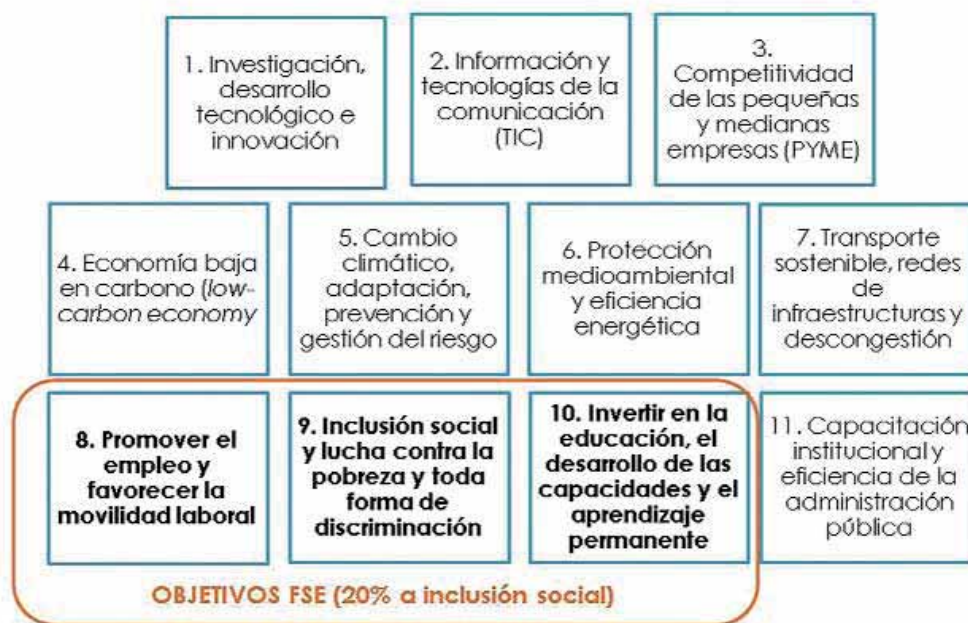 1. Investigación,
desarrollo
tecnológico e
innovación
2. Información y
tecnologías de la
comunicación
(TIC)
3.
Competitividad
de las pequeñas
y medianas
empresas (PYME)
4. Economía baja
en carbono (low-
carbon economy
5. Cambio
climático,
adaptación,
prevención y
gestión del riesgo
6. Protección
medioambiental
y eficiencia
energética
7. Transporte
sostenible, redes
de
infraestructuras y
descongestión
8. Promover el
empleo y
favorecer la
movilidad laboral
9. Inclusión social
y lucha contra la
pobreza y toda
forma de
discriminación
10. Invertir en la
educación, el
desarrollo de las
capacidades y el
aprendizaje
permanente
11. Capacitación
institucional y
eficiencia de la
administración
pública
OBJETIVOS FSE (20% a inclusión social)